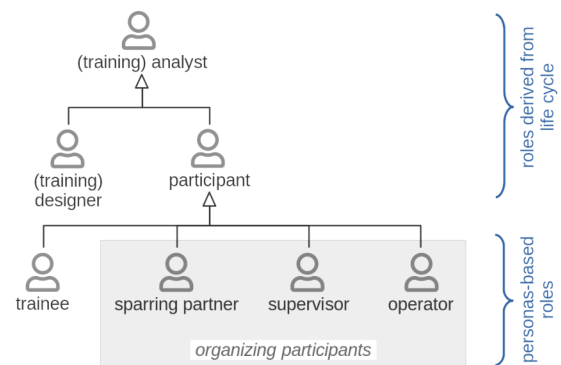 (training) analyst
(training)
designer
participant
trainee
sparring partner
supervisor
operator
organizing participants
roles derived from
life cycle
personas-based
roles